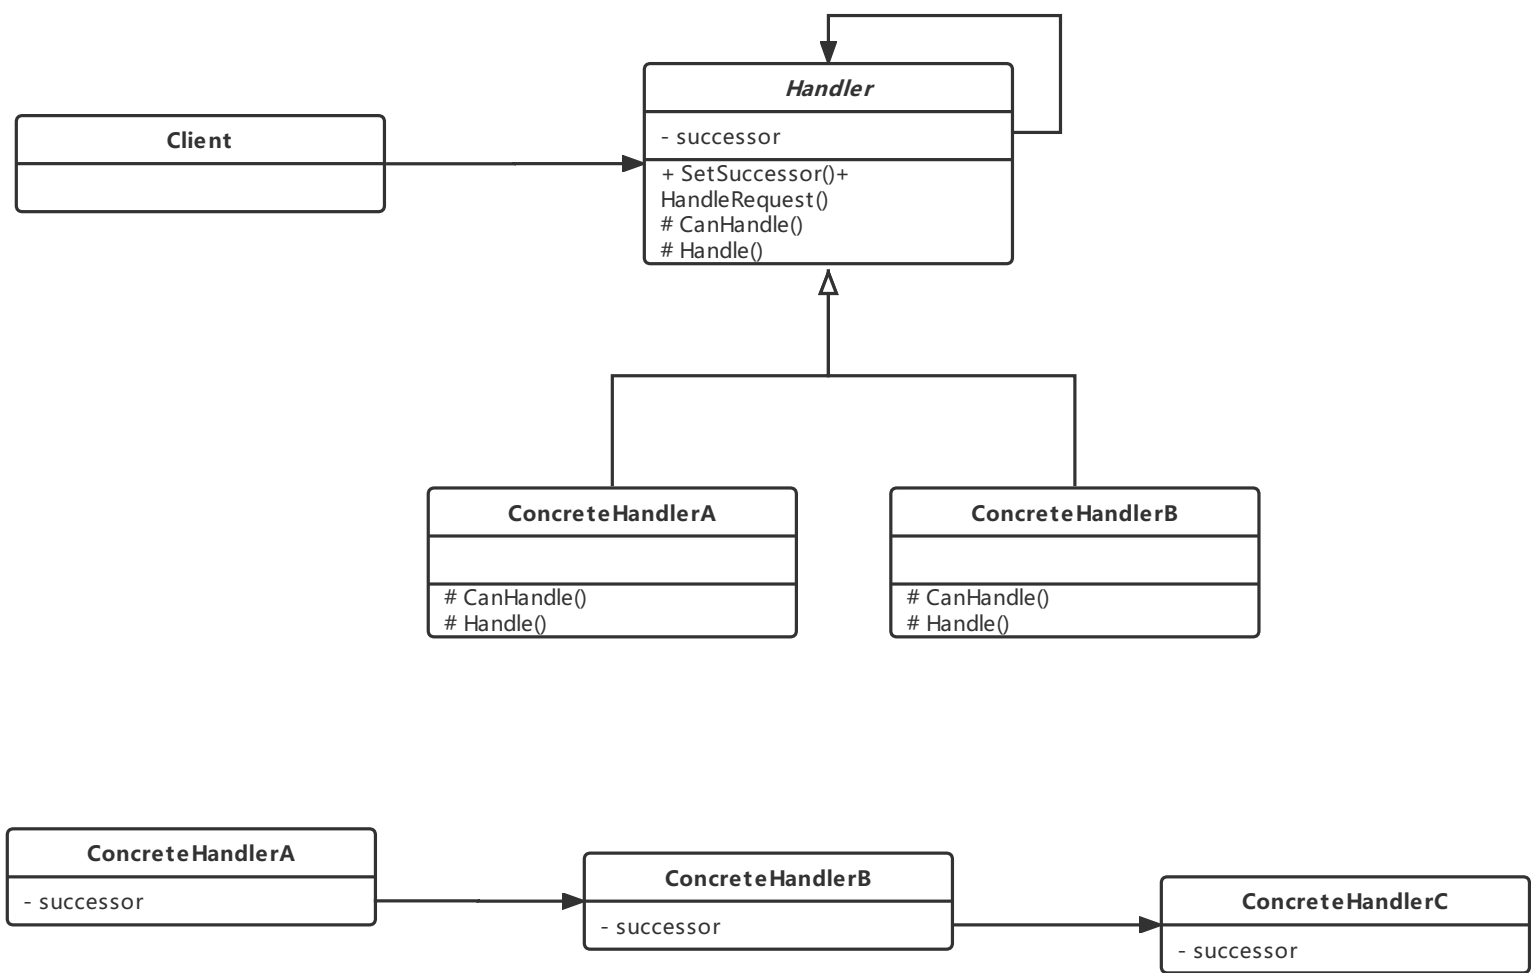 Handler
Client
- successor
+ SetSuccessor()+
HandleRequest()
# CanHandle()
# Handle()
ConcreteHandlerA
ConcreteHandlerB
# CanHandle()
# Handle()
# CanHandle()
# Handle()
ConcreteHandlerA
- successor
ConcreteHandlerB
- successor
ConcreteHandlerC
- successor